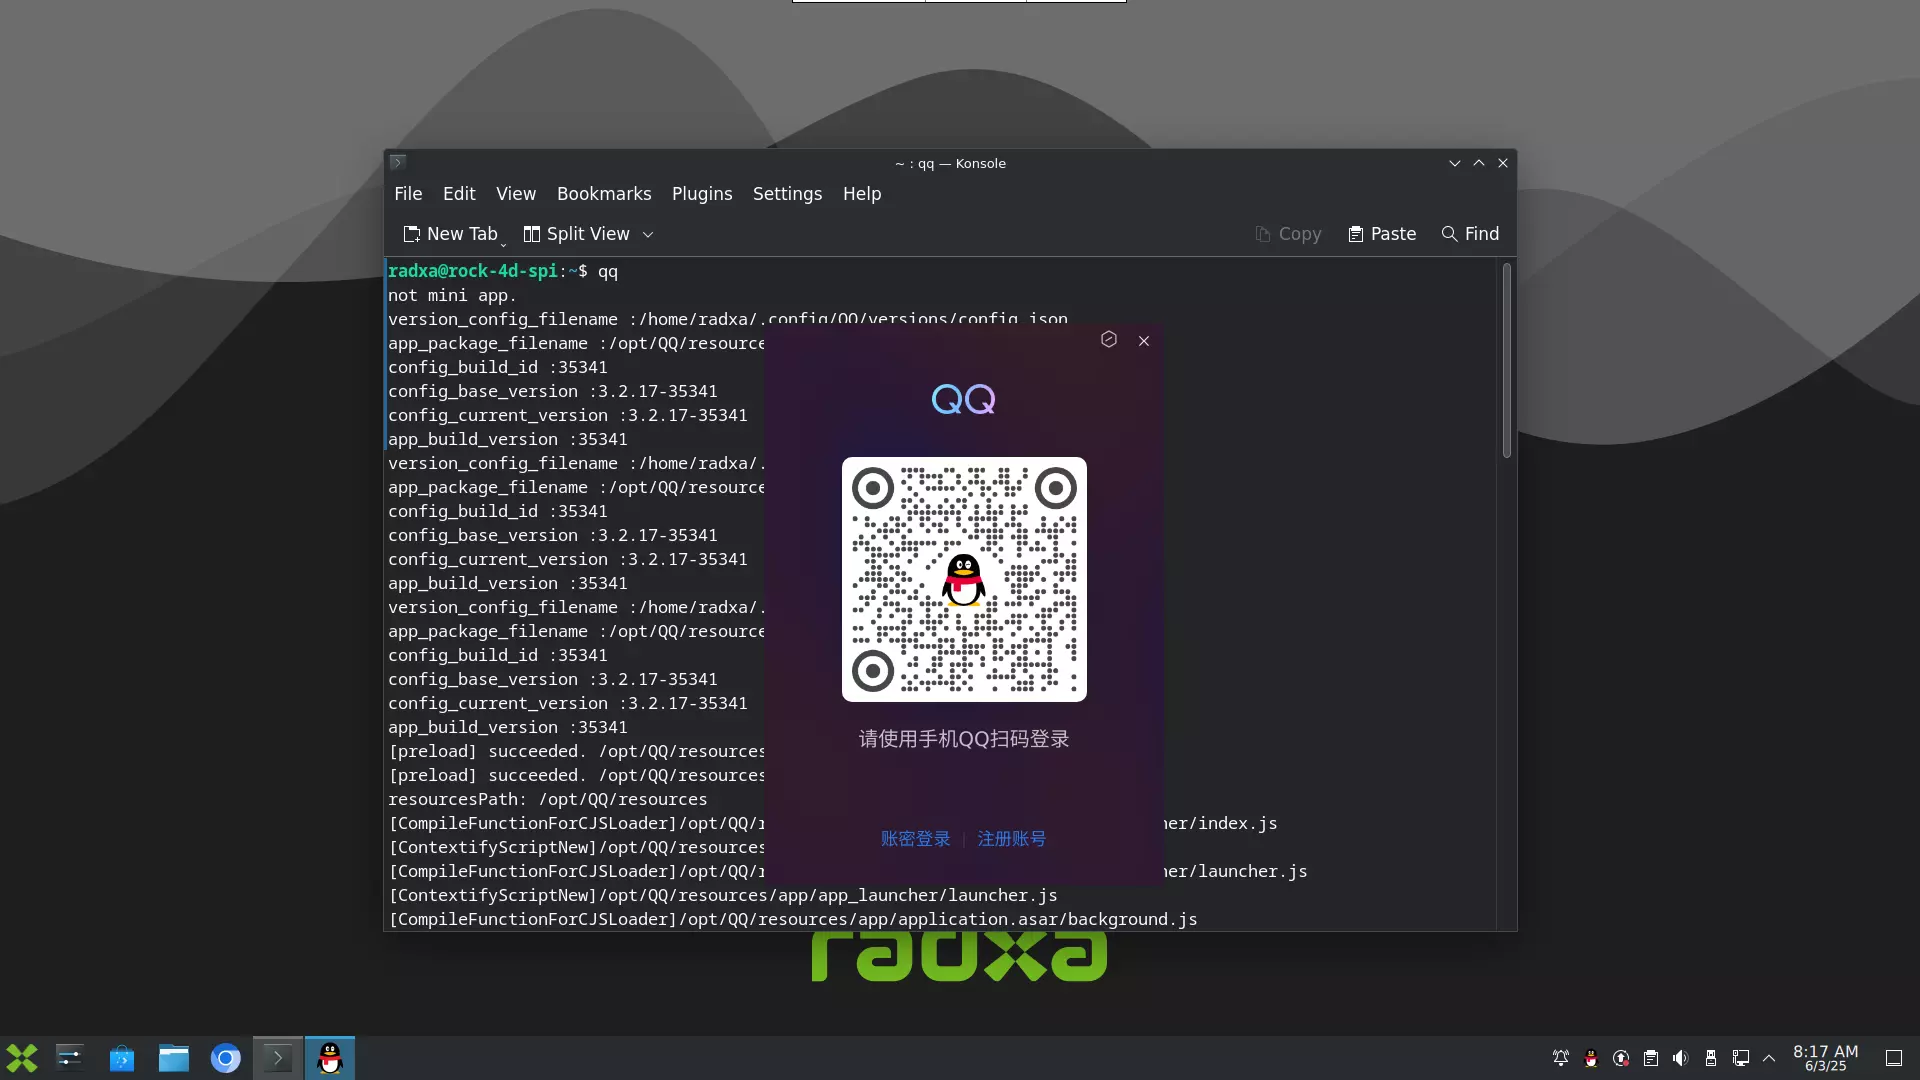 ~ : qq — Konsole
File Edit View Bookmarks Plugins Settings Help
New Tab Split View Copy Paste Find
radxa@rock-4d-spi:~$ qq
not mini app.
version_config_filename :/home/radxa/.config/QQ/versions/config.json
app_package_filename :/opt/QQ/resource
config_build_id :35341
config_base_version :3.2.17-35341
config_current_version :3.2.17-35341
app_build_version :35341
version_config_filename :/home/radxa/.
app_package_filename :/opt/QQ/resource
config_build_id :35341
config_base_version :3.2.17-35341
config_current_version :3.2.17-35341
app_build_version :35341
version_config_filename :/home/radxa/.
app_package_filename :/opt/QQ/resource
config_build_id :35341
config_base_version :3.2.17-35341
config_current_version :3.2.17-35341
app_build_version :35341
[preload] succeeded. /opt/QQ/resources
[preload] succeeded. /opt/QQ/resources
resourcesPath: /opt/QQ/resources
[CompileFunctionForCJSLoader]/opt/QQ/r her/index.js
[ContextifyScriptNew]/opt/QQ/resources
[CompileFunctionForCJSLoader]/opt/QQ/r her/launcher.js
[ContextifyScriptNew]/opt/QQ/resources/app/app_launcher/launcher.js
[CompileFunctionForCJSLoader]/opt/QQ/resources/app/application.asar/background.js
QQ
请使用手机QQ扫码登录
账密登录 | 注册账号
radxa
8:17 AM
6/3/25